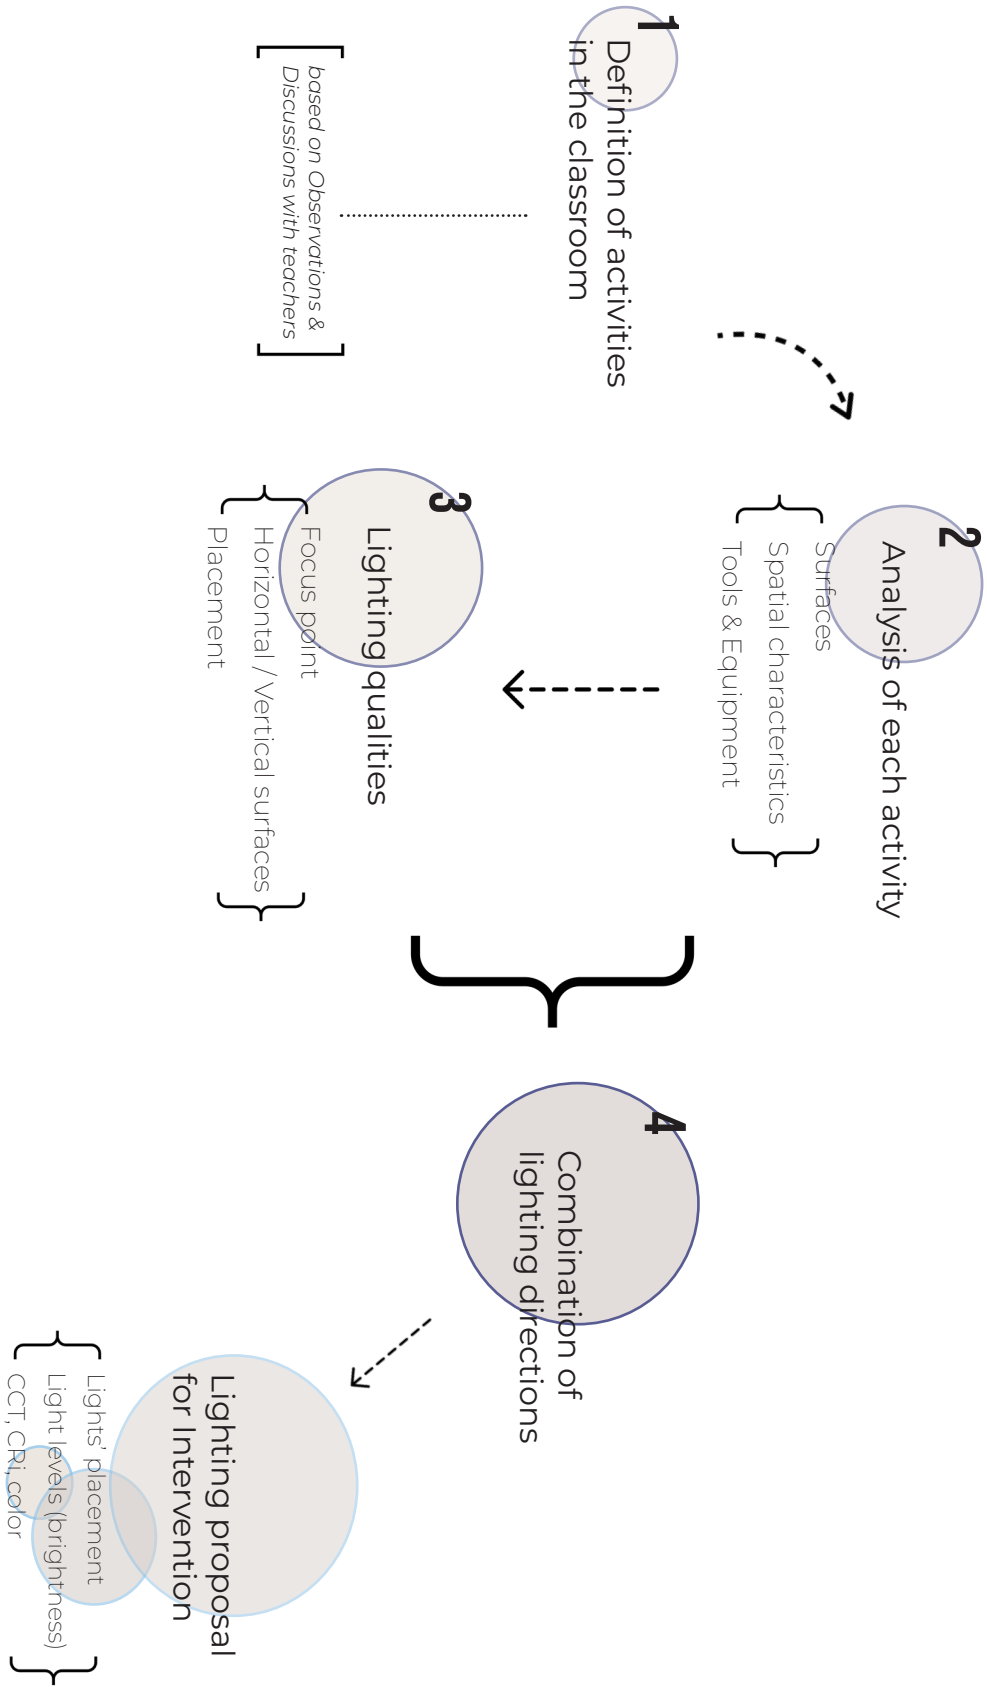 1
Definition of activities
in the classroom
based on Observations &
Discussions with teachers
2
Analysis of each activity
Surfaces
Spatial characteristics
Tools & Equipment
3
Lighting qualities
Focus point
Horizontal / Vertical surfaces
Placement
4
Combination of
lighting directions
Lighting proposal
for Intervention
Lights' placement
Light levels (brightness)
CCT, CRi, color